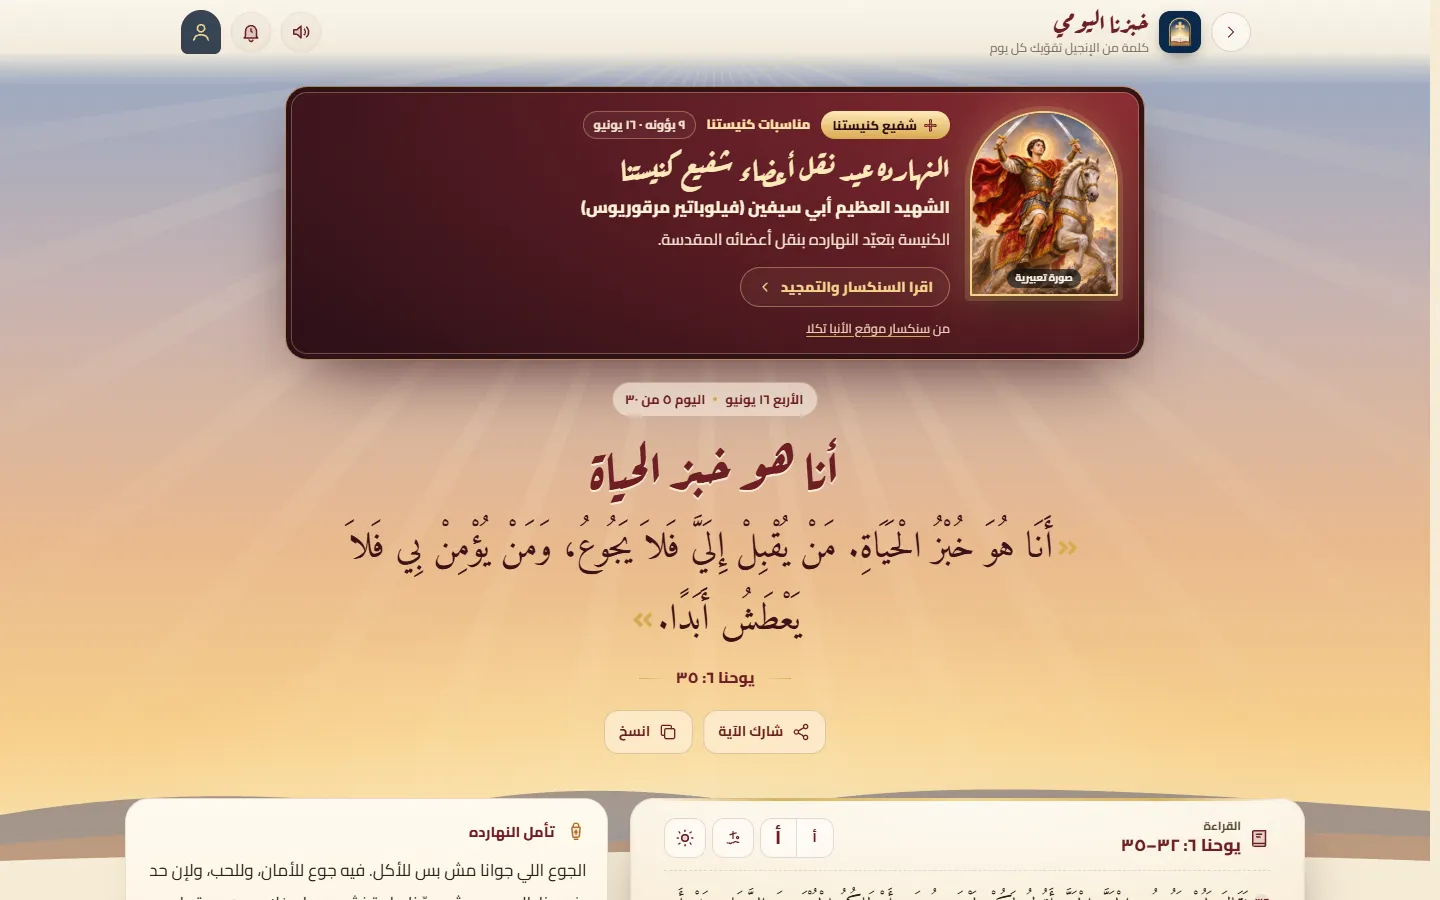 خبزنا اليومي
كلمة من الإنجيل تقوّيك كل يوم
شفيع كنيستنا
مناسبات كنيستنا
٩ بؤونه · ١٦ يونيو
النهارده عيد نقل أعضاء شفيع كنيستنا
الشهيد العظيم أبي سيفين (فيلوباتير مرقوريوس)
الكنيسة بتعيّد النهارده بنقل أعضائه المقدسة.
صورة تعبيرية
اقرا السنكسار والتمجيد
من سنكسار موقع الأنبا تكلا
الأربع ١٦ يونيو • اليوم ٥ من ٣٠
أنا هو خبز الحياة
«أَنَا هُوَ خُبْزُ الْحَيَاةِ. مَنْ يُقْبِلْ إِلَيَّ فَلاَ يَجُوعُ، وَمَنْ يُؤْمِنْ بِي فَلاَ
يَعْطَشُ أَبَدًا.»
يوحنا ٦: ٣٥
شارك الآية
انسخ
القراءة
يوحنا ٦: ٣٢–٣٥
أ
أ
تأمل النهارده
الجوع اللي جوانا مش بس للأكل. فيه جوع للأمان، وللحب، ولإن حد